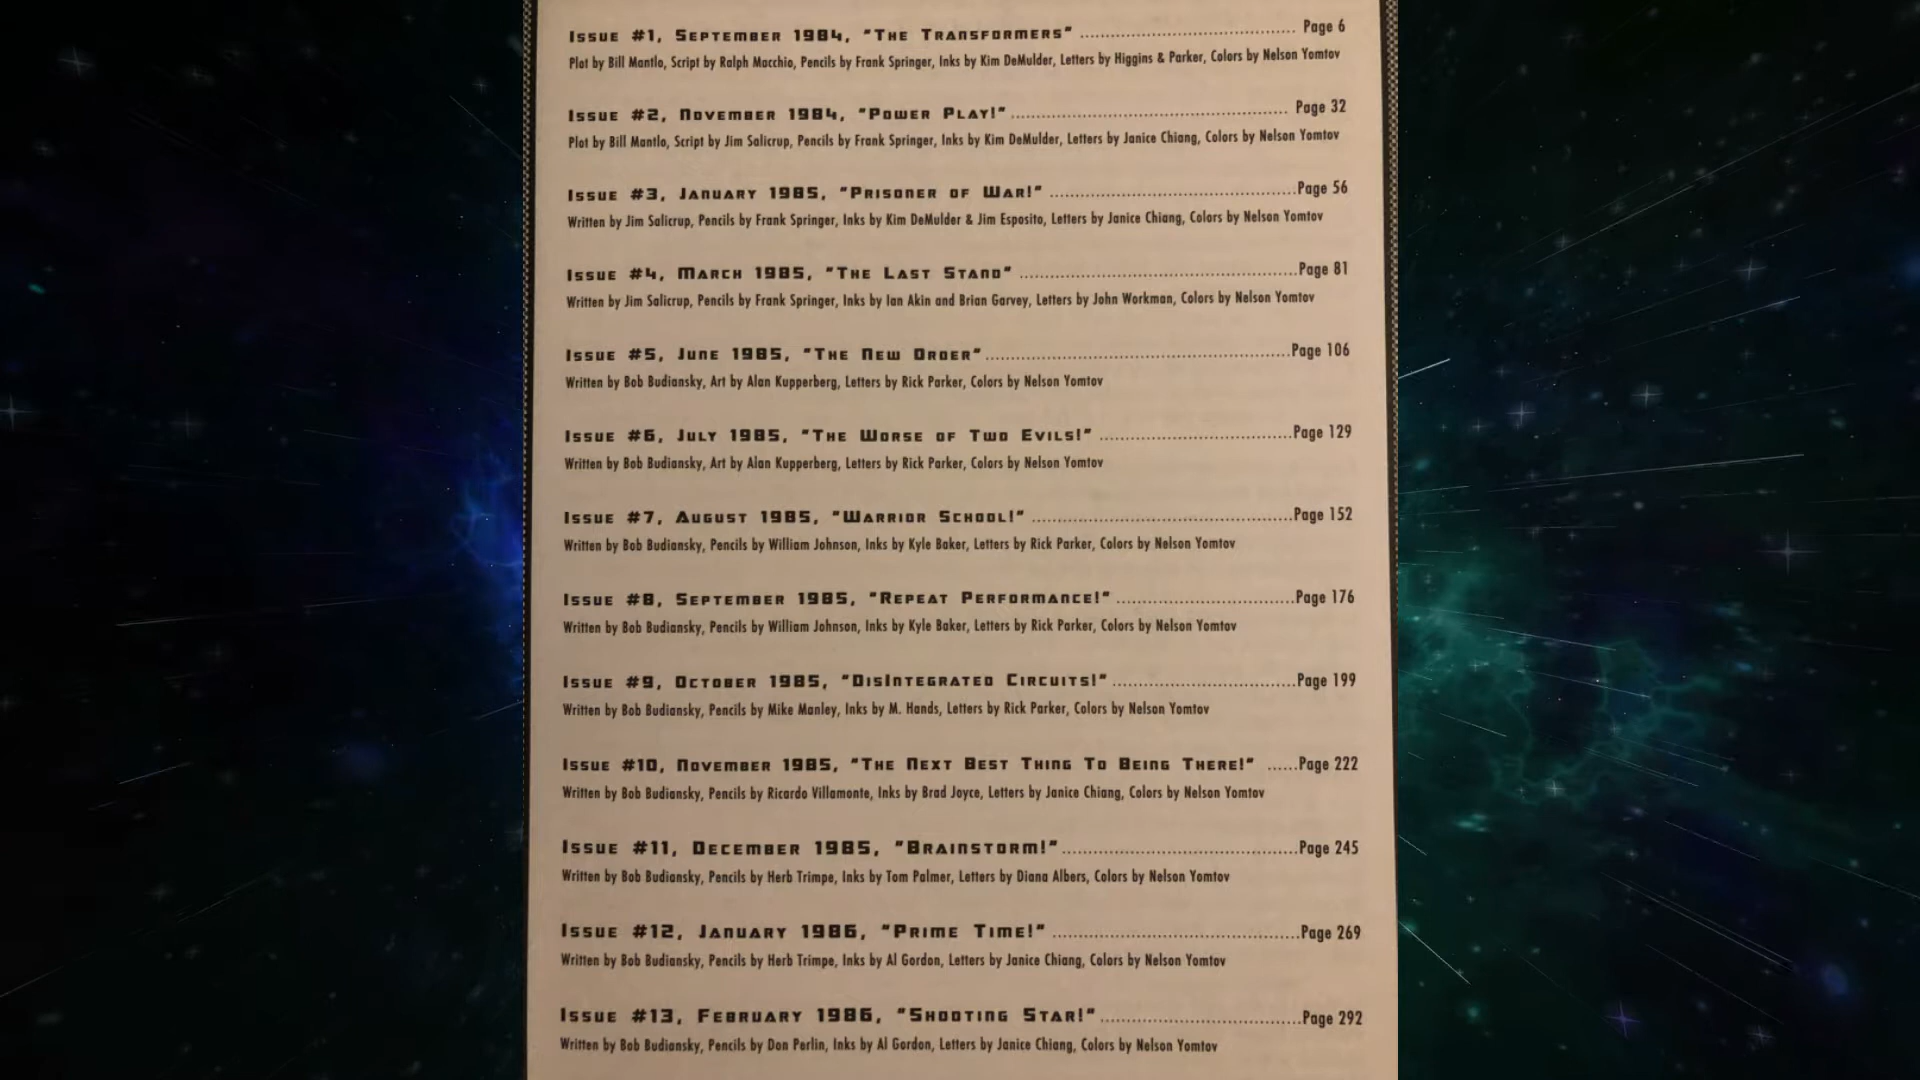 Issue #1, September 1984, "The Transformers" ........ Page 6
Plot by Bill Mantlo, Script by Ralph Macchio, Pencils by Frank Springer, Inks by Kim DeMulder, Letters by Higgins & Parker, Colors by Nelson Yomtov
Issue #2, November 1984, "Power Play!" ........ Page 32
Plot by Bill Mantlo, Script by Jim Salicrup, Pencils by Frank Springer, Inks by Kim DeMulder, Letters by Janice Chiang, Colors by Nelson Yomtov
Issue #3, January 1985, "Prisoner of War!" ........ Page 56
Written by Jim Salicrup, Pencils by Frank Springer, Inks by Kim DeMulder & Jim Esposito, Letters by Janice Chiang, Colors by Nelson Yomtov
Issue #4, March 1985, "The Last Stand" ........ Page 81
Written by Jim Salicrup, Pencils by Frank Springer, Inks by Ian Akin and Brian Garvey, Letters by John Workman, Colors by Nelson Yomtov
Issue #5, June 1985, "The New Order" ........ Page 106
Written by Bob Budiansky, Art by Alan Kupperberg, Letters by Rick Parker, Colors by Nelson Yomtov
Issue #6, July 1985, "The Worse of Two Evils!" ........ Page 129
Written by Bob Budiansky, Art by Alan Kupperberg, Letters by Rick Parker, Colors by Nelson Yomtov
Issue #7, August 1985, "Warrior School!" ........ Page 152
Written by Bob Budiansky, Pencils by William Johnson, Inks by Kyle Baker, Letters by Rick Parker, Colors by Nelson Yomtov
Issue #8, September 1985, "Repeat Performance!" ........ Page 176
Written by Bob Budiansky, Pencils by William Johnson, Inks by Kyle Baker, Letters by Rick Parker, Colors by Nelson Yomtov
Issue #9, October 1985, "DisIntegrated Circuits!" ........ Page 199
Written by Bob Budiansky, Pencils by Mike Manley, Inks by M. Hands, Letters by Rick Parker, Colors by Nelson Yomtov
Issue #10, November 1985, "The Next Best Thing To Being There!" ......Page 222
Written by Bob Budiansky, Pencils by Ricardo Villamonte, Inks by Brad Joyce, Letters by Janice Chiang, Colors by Nelson Yomtov
Issue #11, December 1985, "Brainstorm!" ........ Page 245
Written by Bob Budiansky, Pencils by Herb Trimpe, Inks by Tom Palmer, Letters by Diana Albers, Colors by Nelson Yomtov
Issue #12, January 1986, "Prime Time!" ........ Page 269
Written by Bob Budiansky, Pencils by Herb Trimpe, Inks by Al Gordon, Letters by Janice Chiang, Colors by Nelson Yomtov
Issue #13, February 1986, "Shooting Star!" ........ Page 292
Written by Bob Budiansky, Pencils by Don Perlin, Inks by Al Gordon, Letters by Janice Chiang, Colors by Nelson Yomtov